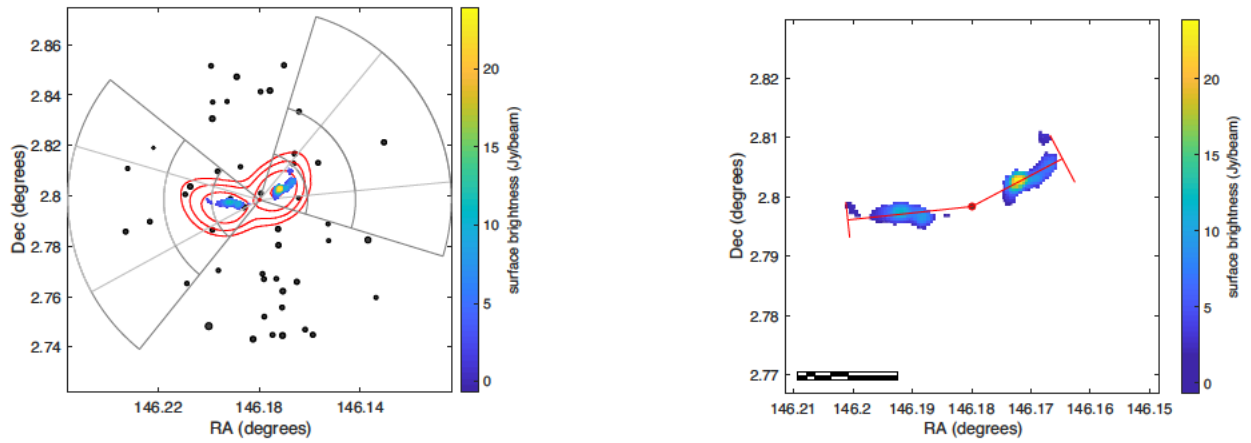 2.86
2.84
2.82
2.8
2.78
2.76
2.74
Dec (degrees)
146.22 146.18 146.14
RA (degrees)
20
15
10
5
0
surface brightness (Jy/beam)
2.82
2.81
2.8
2.79
2.78
2.77
Dec (degrees)
146.21 146.2 146.19 146.18 146.17 146.16 146.15
RA (degrees)
20
15
10
5
0
surface brightness (Jy/beam)